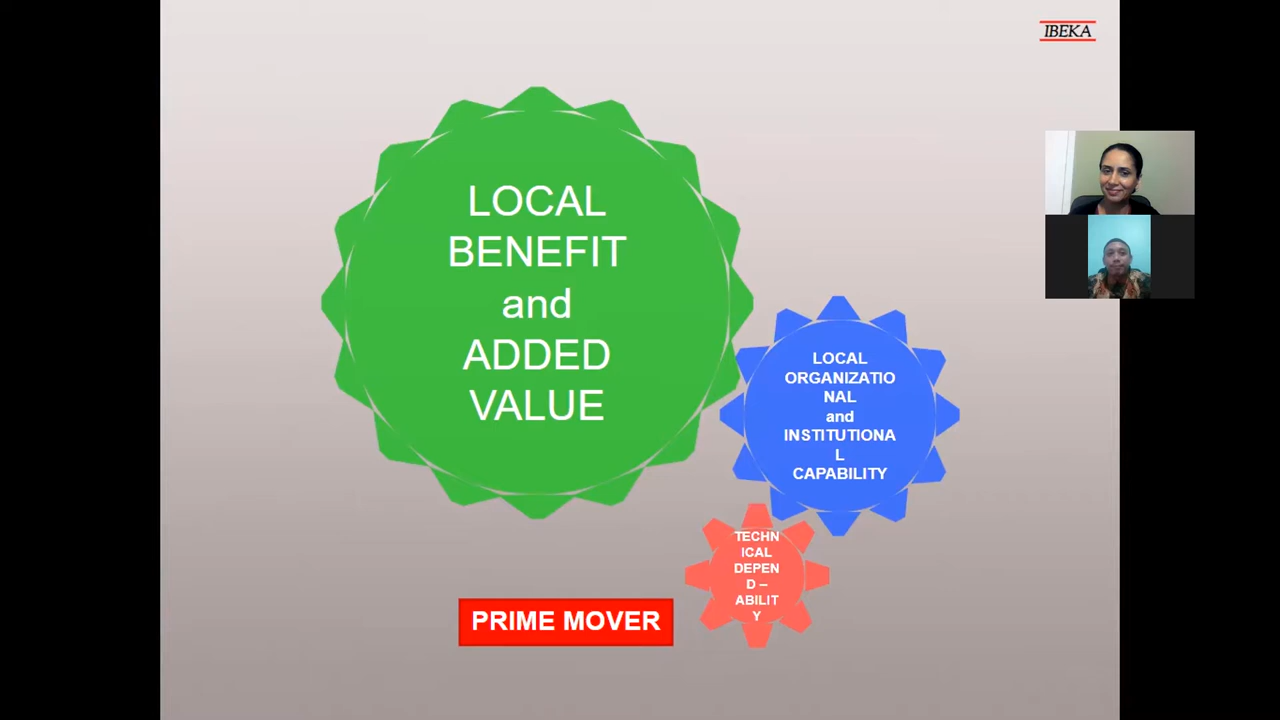 IBEKA
LOCAL
BENEFIT
and
ADDED
VALUE
LOCAL
ORGANIZATIO
NAL
and
INSTITUTIONA
L
CAPABILITY
TECHN
ICAL
DEPEN
D –
ABILIT
Y
PRIME MOVER